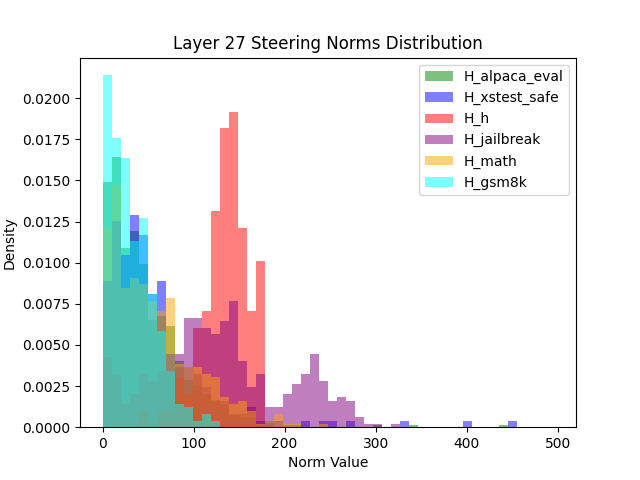 Layer 27 Steering Norms Distribution
H_alpaca_eval
H_xstest_safe
H_h
H_jailbreak
H_math
H_gsm8k
Density
0.0200
0.0175
0.0150
0.0125
0.0100
0.0075
0.0050
0.0025
0.0000
0 100 200 300 400 500
Norm Value